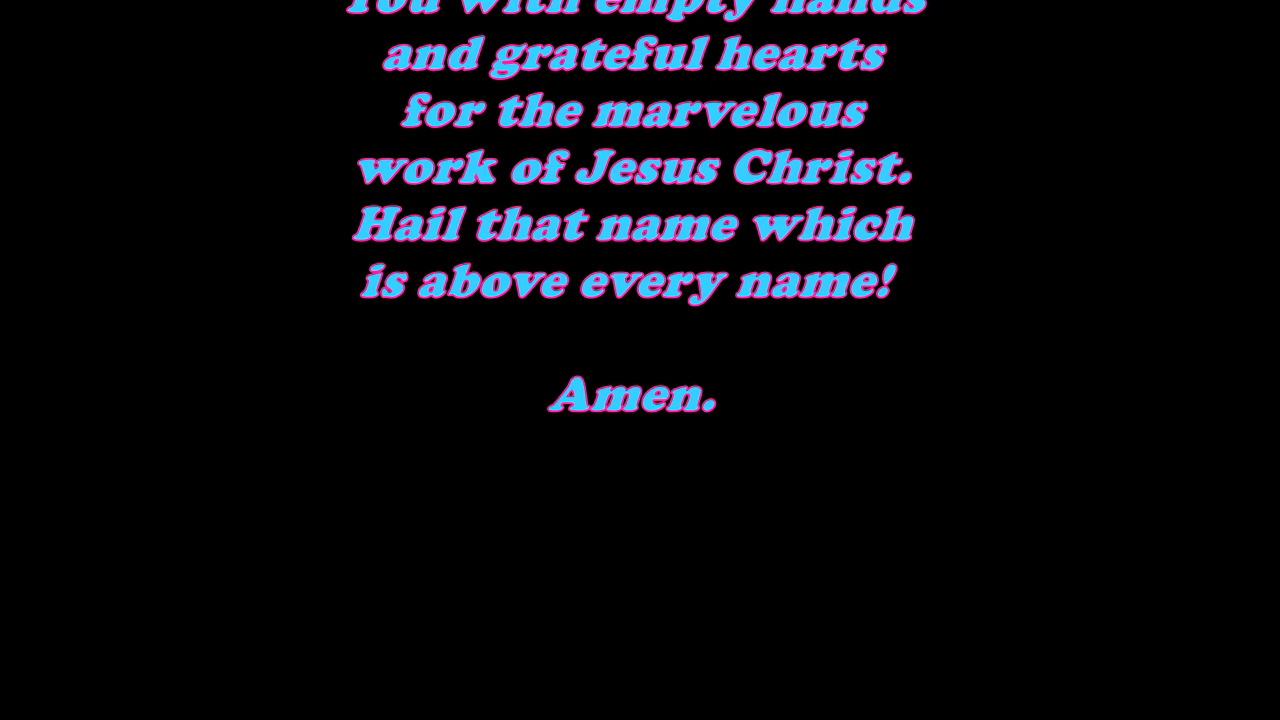 You with empty hands
and grateful hearts
for the marvelous
work of Jesus Christ.
Hail that name which
is above every name!
Amen.